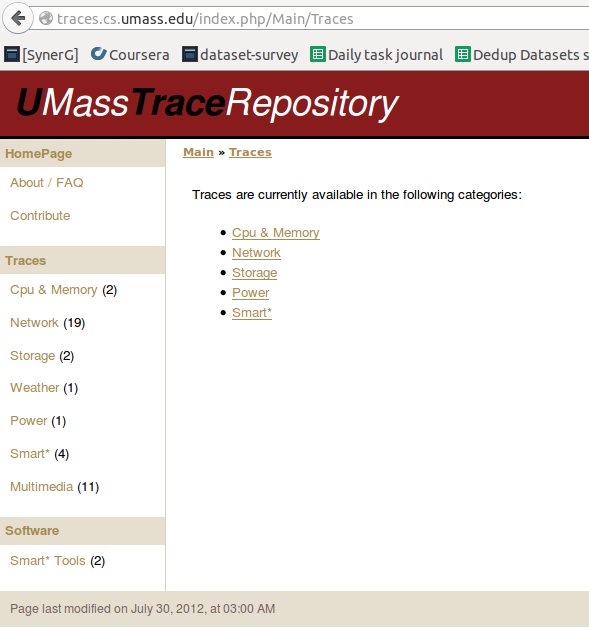 traces.cs.umass.edu/index.php/Main/Traces
[SynerG] Coursera dataset-survey Daily task journal Dedup Datasets s
UMassTraceRepository
HomePage
About / FAQ
Contribute
Traces
Cpu & Memory (2)
Network (19)
Storage (2)
Weather (1)
Power (1)
Smart* (4)
Multimedia (11)
Software
Smart* Tools (2)
Main » Traces
Traces are currently available in the following categories:
• Cpu & Memory
• Network
• Storage
• Power
• Smart*
Page last modified on July 30, 2012, at 03:00 AM